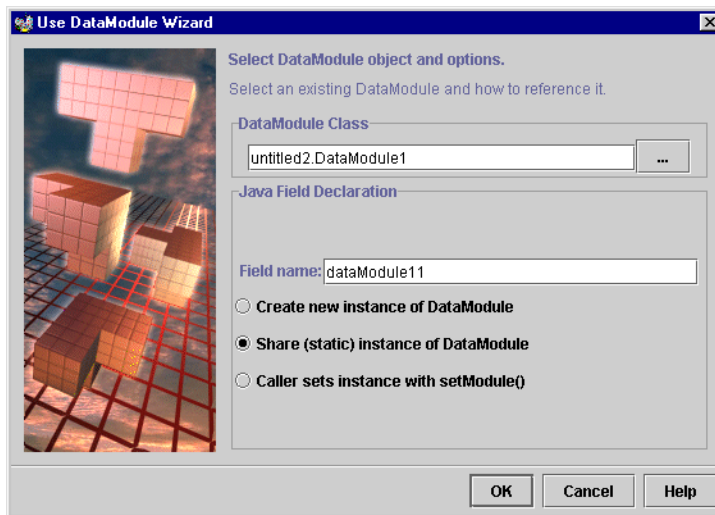 Use DataModule Wizard
Select DataModule object and options.
Select an existing DataModule and how to reference it.
DataModule Class
untitled2.DataModule1
...
Java Field Declaration
Field name: dataModule11
Create new instance of DataModule
Share (static) instance of DataModule
Caller sets instance with setModule()
OK Cancel Help